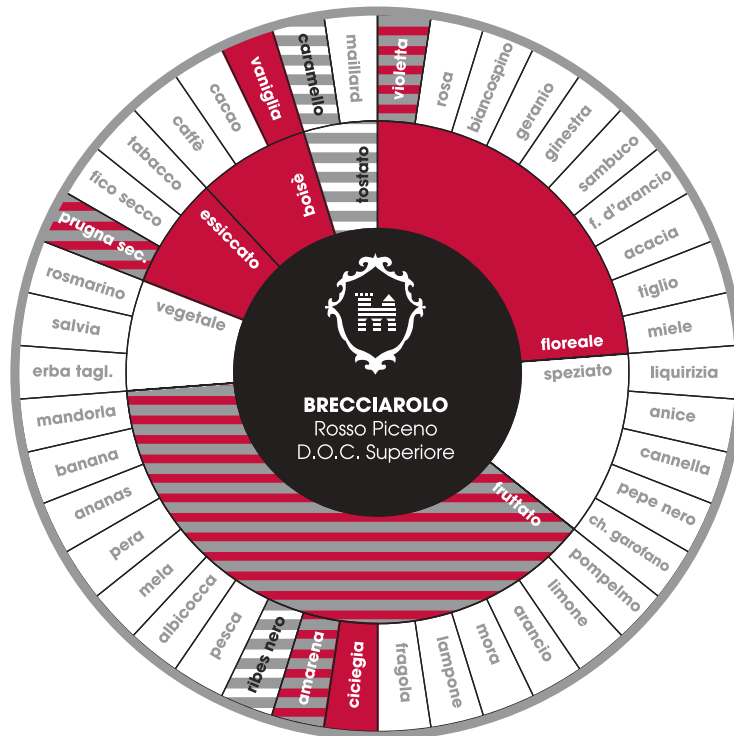 BRECCIAROLO
Rosso Piceno
D.O.C. Superiore
floreale
speziato
fruttato
vegetale
essiccato
boisè
tostato
violetta
rosa
biancospino
geranio
ginestra
sambuco
f. d'arancio
acacia
tiglio
miele
liquirizia
anice
cannella
pepe nero
ch. garofano
pompelmo
limone
arancio
mora
lampone
fragola
ciciegia
amarena
ribes nero
pesca
albicocca
mela
pera
ananas
banana
mandorla
erba tagl.
salvia
rosmarino
prugna sec.
fico secco
tabacco
caffè
cacao
vaniglia
caramello
maillard